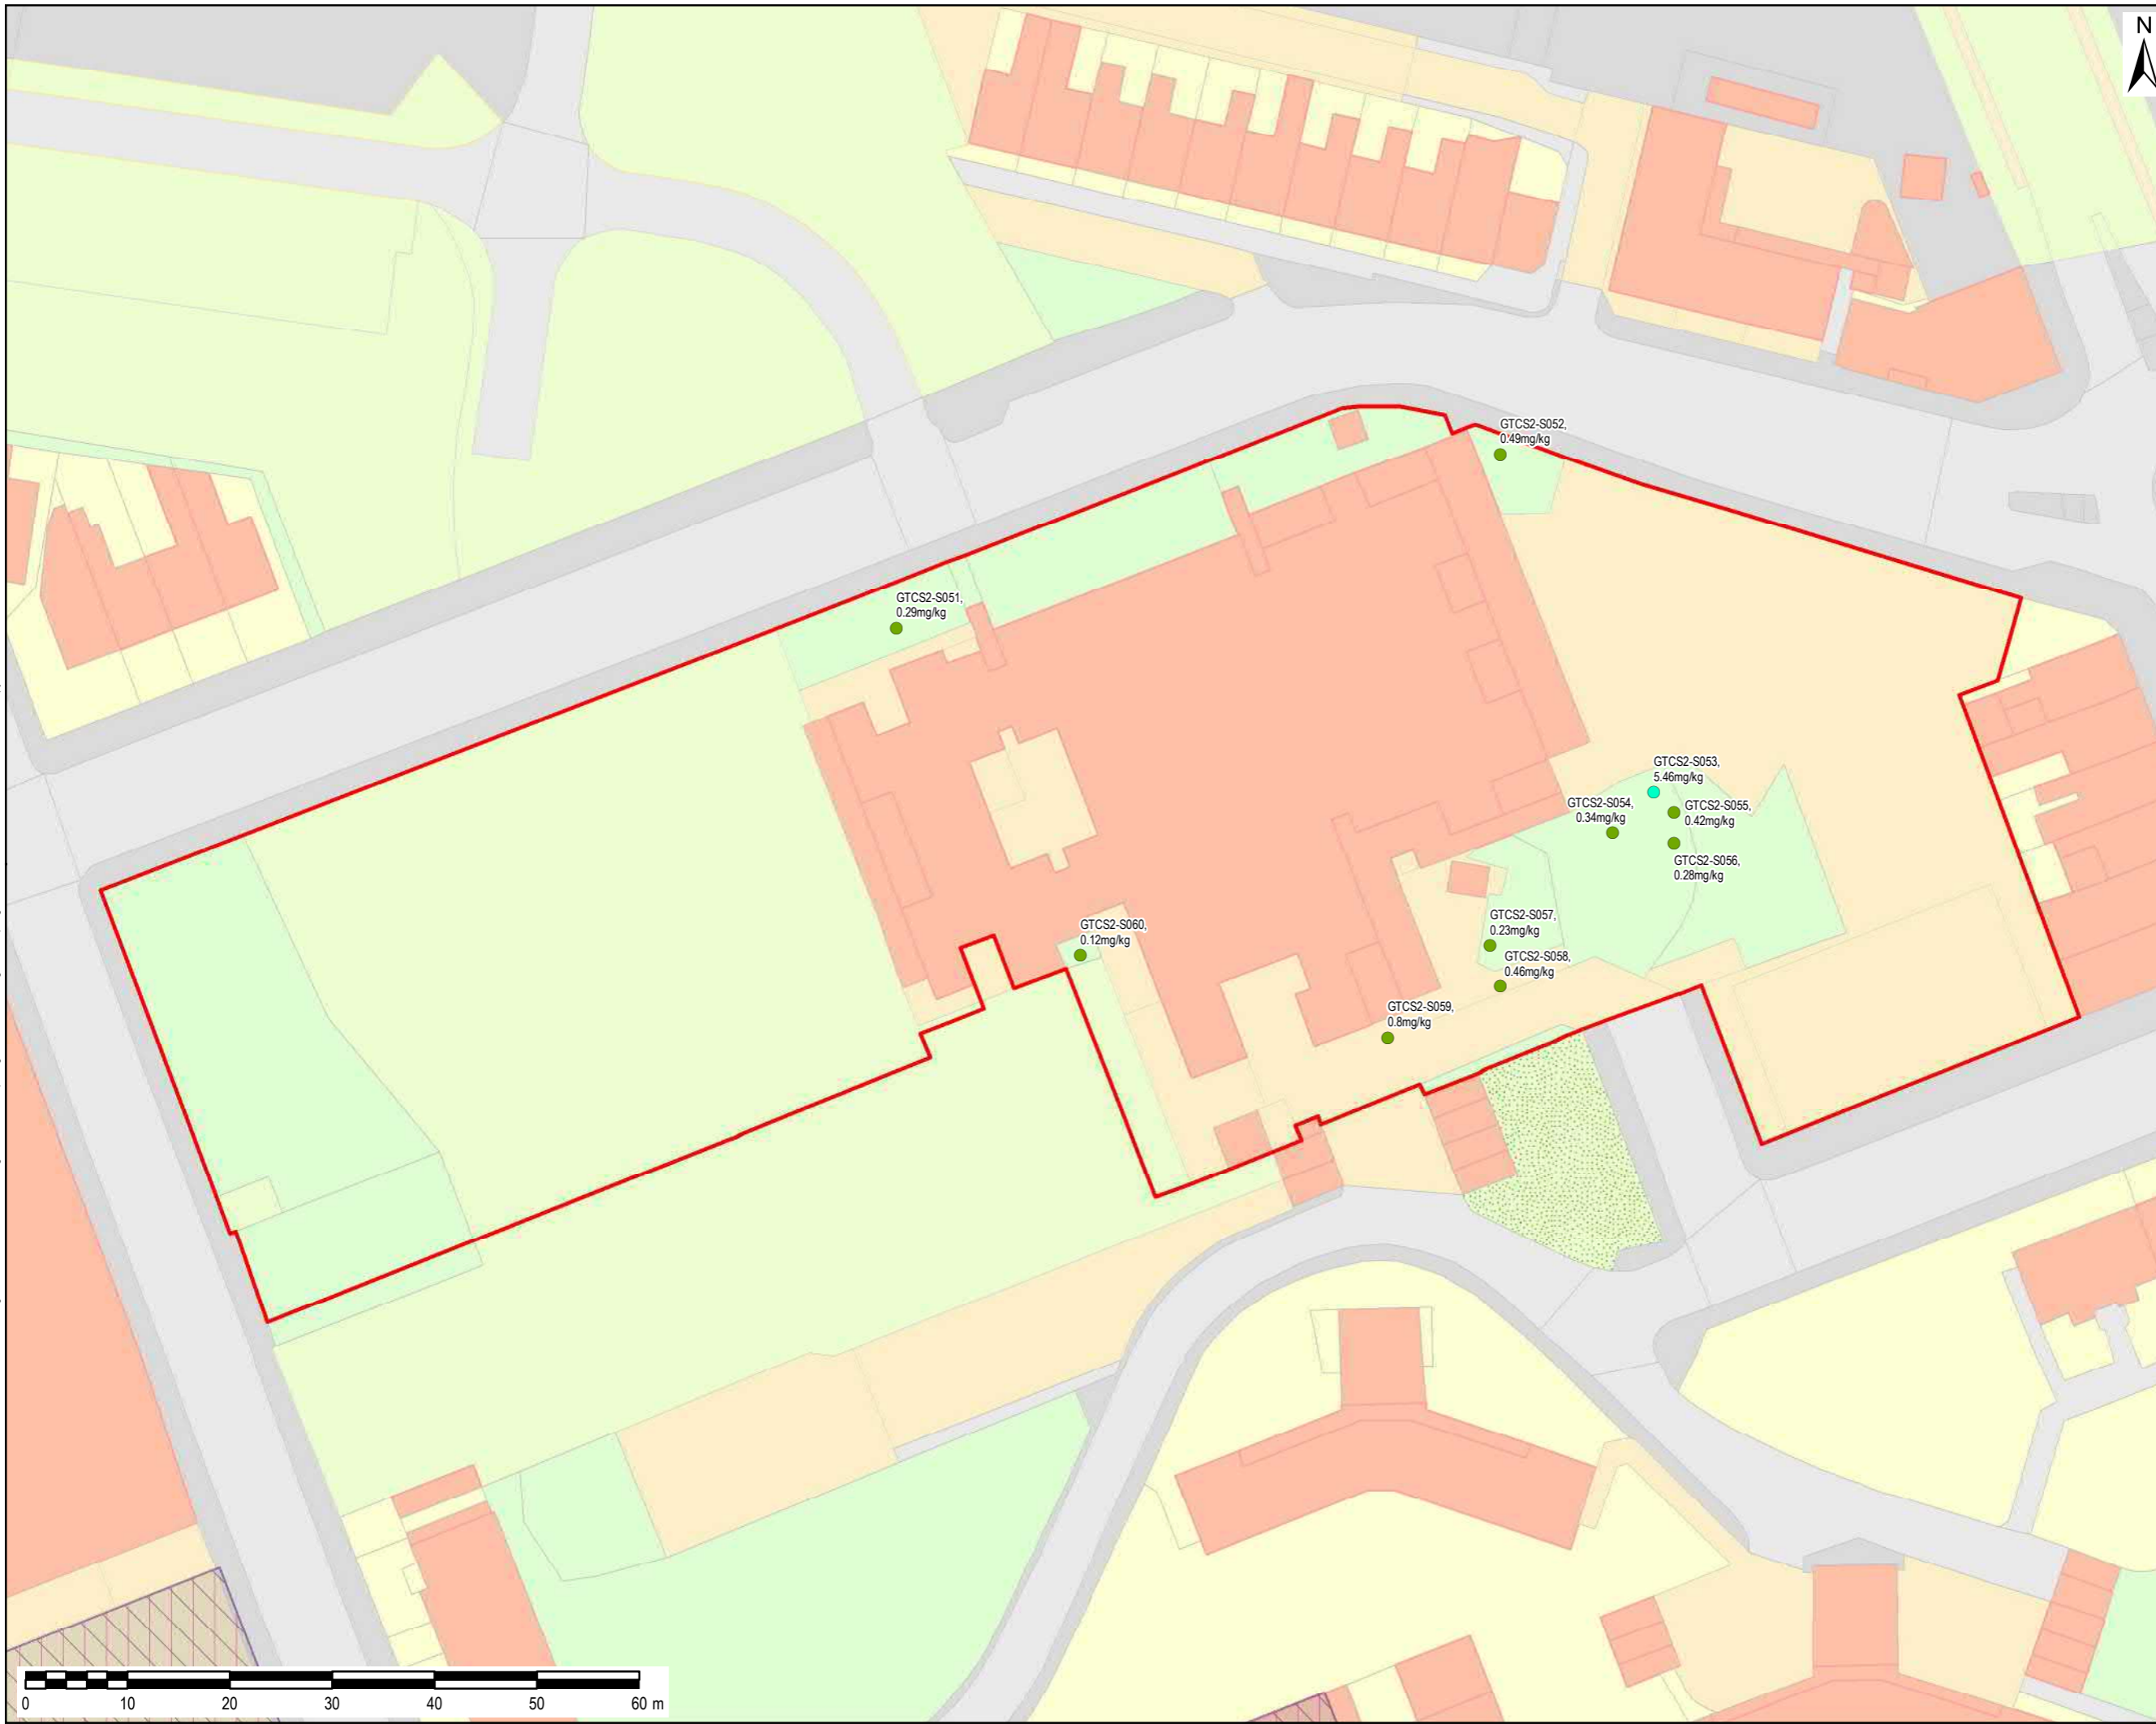 N
GTCS2-S052,
0.49mg/kg
GTCS2-S051,
0.29mg/kg
GTCS2-S053,
5.46mg/kg
GTCS2-S054,
0.34mg/kg
GTCS2-S055,
0.42mg/kg
GTCS2-S056,
0.28mg/kg
GTCS2-S057,
0.23mg/kg
GTCS2-S060,
0.12mg/kg
GTCS2-S058,
0.46mg/kg
GTCS2-S059,
0.8mg/kg
0 10 20 30 40 50 60 m